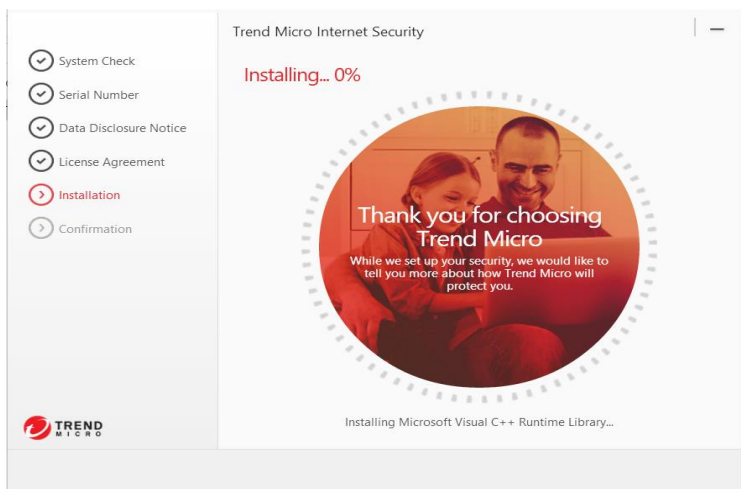 Trend Micro Internet Security
System Check
Serial Number
Data Disclosure Notice
License Agreement
Installation
Confirmation
Installing... 0%
Thank you for choosing
Trend Micro
While we set up your security, we would like to
tell you more about how Trend Micro will
protect you.
Installing Microsoft Visual C++ Runtime Library...
TREND
MICRO